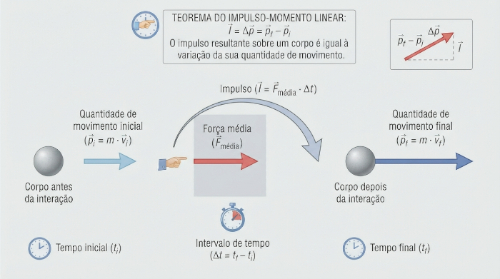 TEOREMA DO IMPULSO-MOMENTO LINEAR:
I⃗ = Δp⃗ = p⃗f – p⃗i
O Impulso resultante sobre um corpo é igual à
variação da sua quantidade de movimento.
p⃗f – p⃗i
Δp⃗
I⃗
Impulso (I⃗ = F⃗média · Δt)
Quantidade de
movimento inicial
(p⃗i = m · v⃗i)
Força média
(F⃗média)
Quantidade de
movimento final
(p⃗f = m · v⃗f)
Corpo antes
da interação
Corpo depois
da interação
Intervalo de tempo
(Δt = tf – ti)
Tempo inicial (ti)
Tempo final (tf)